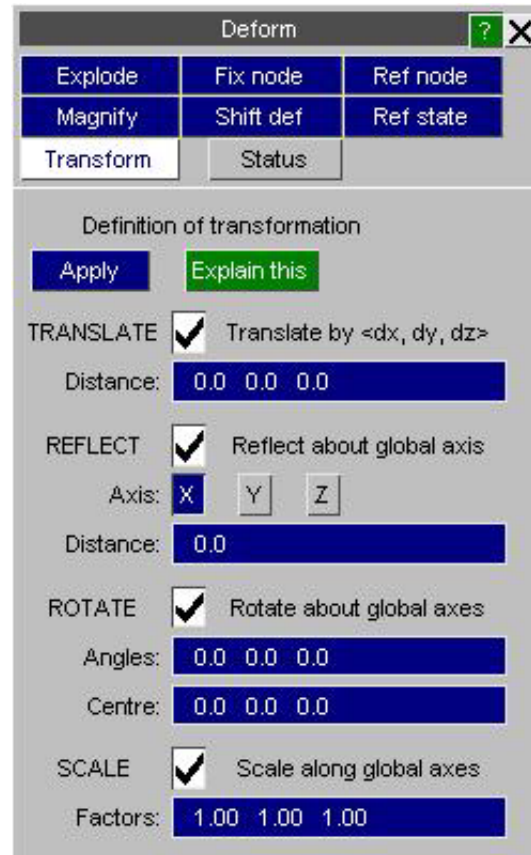 Deform ?
Explode Fix node Ref node
Magnify Shift def Ref state
Transform Status
Definition of transformation
Apply Explain this
TRANSLATE Translate by <dx, dy, dz>
Distance: 0.0 0.0 0.0
REFLECT Reflect about global axis
Axis: X Y Z
Distance: 0.0
ROTATE Rotate about global axes
Angles: 0.0 0.0 0.0
Centre: 0.0 0.0 0.0
SCALE Scale along global axes
Factors: 1.00 1.00 1.00